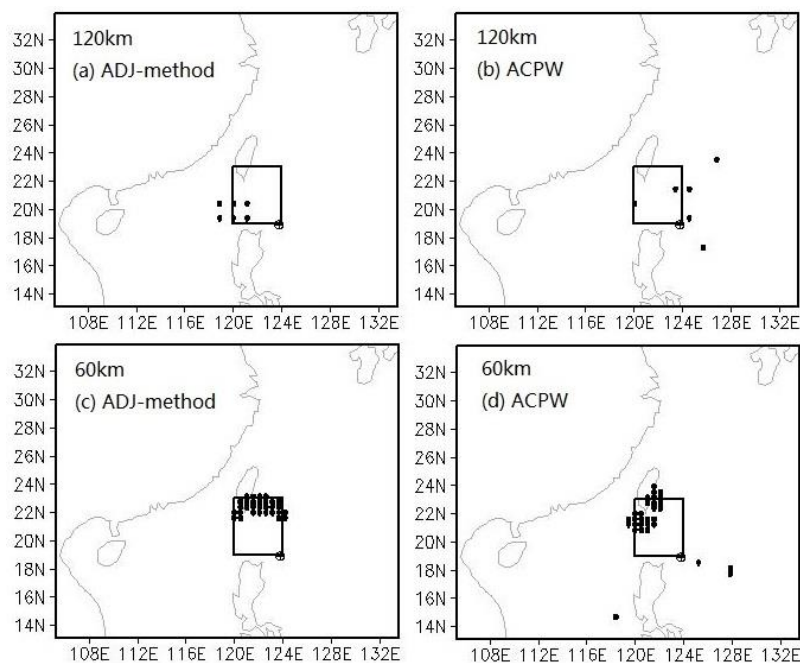 120km
(a) ADJ-method
32N
30N
28N
26N
24N
22N
20N
18N
16N
14N
108E 112E 116E 120E 124E 128E 132E
120km
(b) ACPW
32N
30N
28N
26N
24N
22N
20N
18N
16N
14N
108E 112E 116E 120E 124E 128E 132E
60km
(c) ADJ-method
32N
30N
28N
26N
24N
22N
20N
18N
16N
14N
108E 112E 116E 120E 124E 128E 132E
60km
(d) ACPW
32N
30N
28N
26N
24N
22N
20N
18N
16N
14N
108E 112E 116E 120E 124E 128E 132E